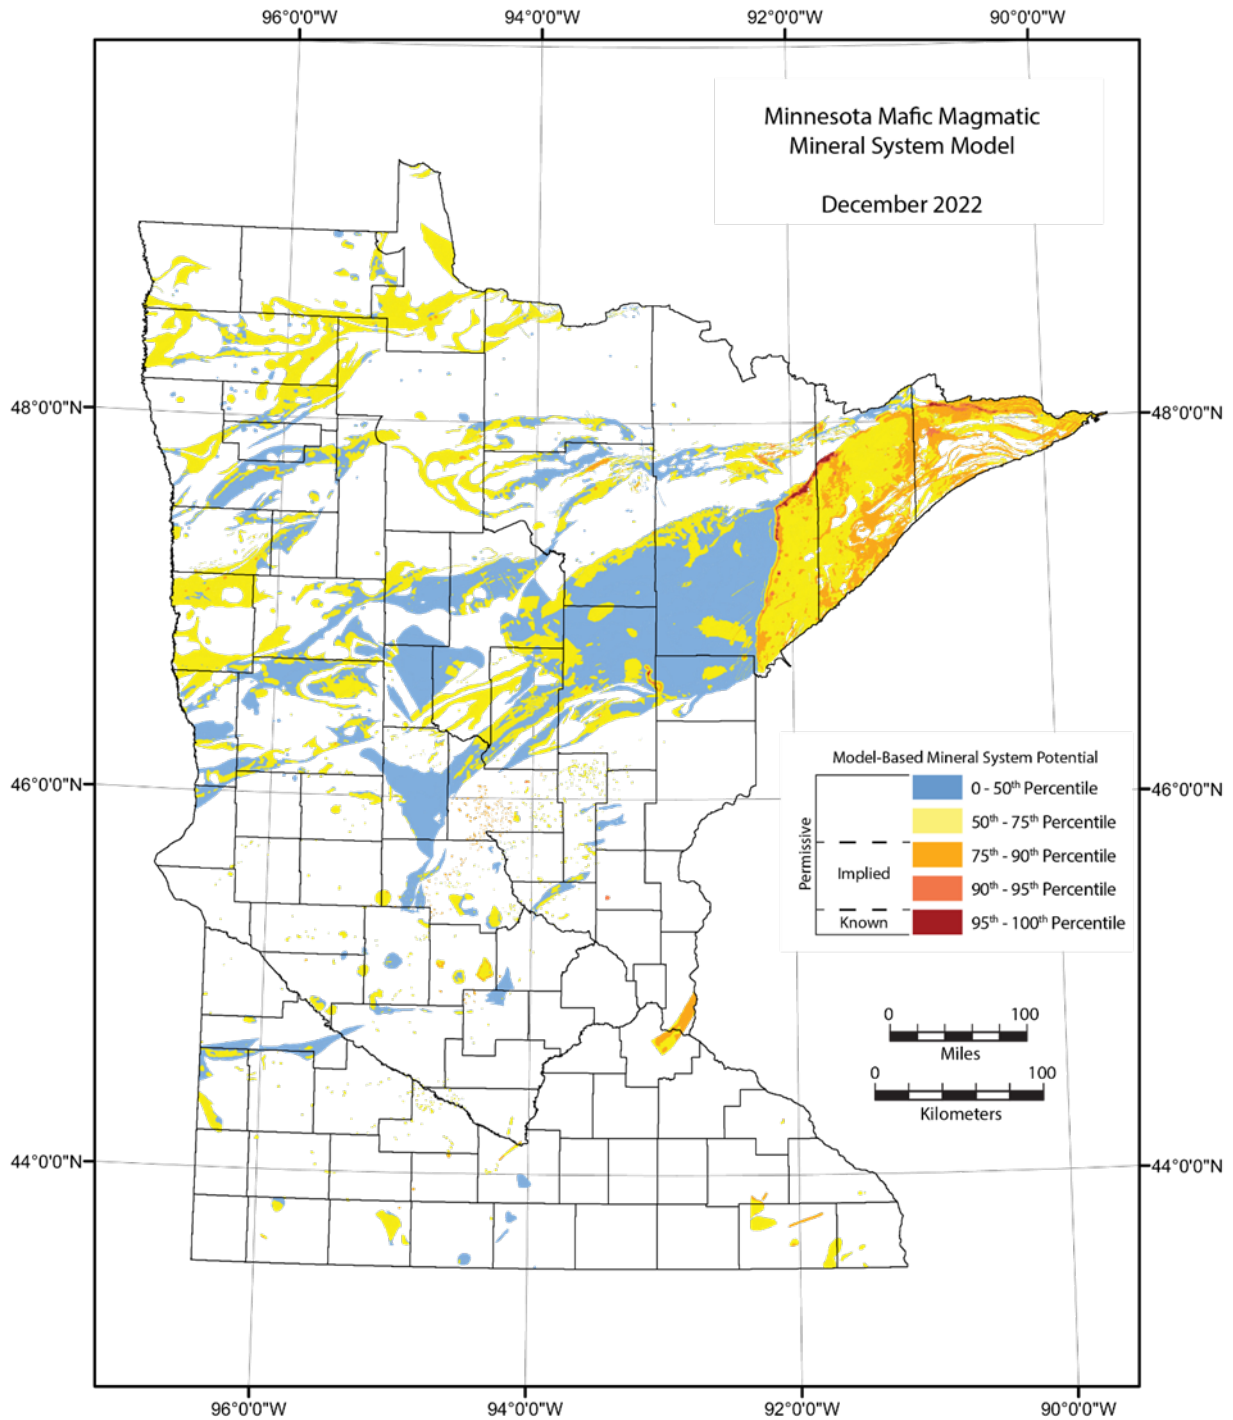 96°0'0"W
94°0'0"W
92°0'0"W
90°0'0"W
Minnesota Mafic Magmatic
Mineral System Model
December 2022
48°0'0"N
48°0'0"N
46°0'0"N
46°0'0"N
44°0'0"N
44°0'0"N
Model-Based Mineral System Potential
Permissive
Implied
Known
0 - 50th Percentile
50th - 75th Percentile
75th - 90th Percentile
90th - 95th Percentile
95th - 100th Percentile
0 100
Miles
0 100
Kilometers
96°0'0"W
94°0'0"W
92°0'0"W
90°0'0"W